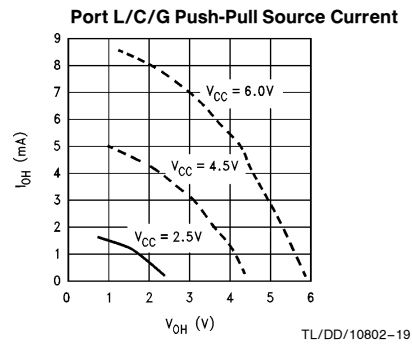 Port L/C/G Push-Pull Source Current
9
8
7
6
5
4
3
2
1
0
I_OH (mA)
V_CC = 6.0V
V_CC = 4.5V
V_CC = 2.5V
0 1 2 3 4 5 6
V_OH (V)
TL/DD/10802–19